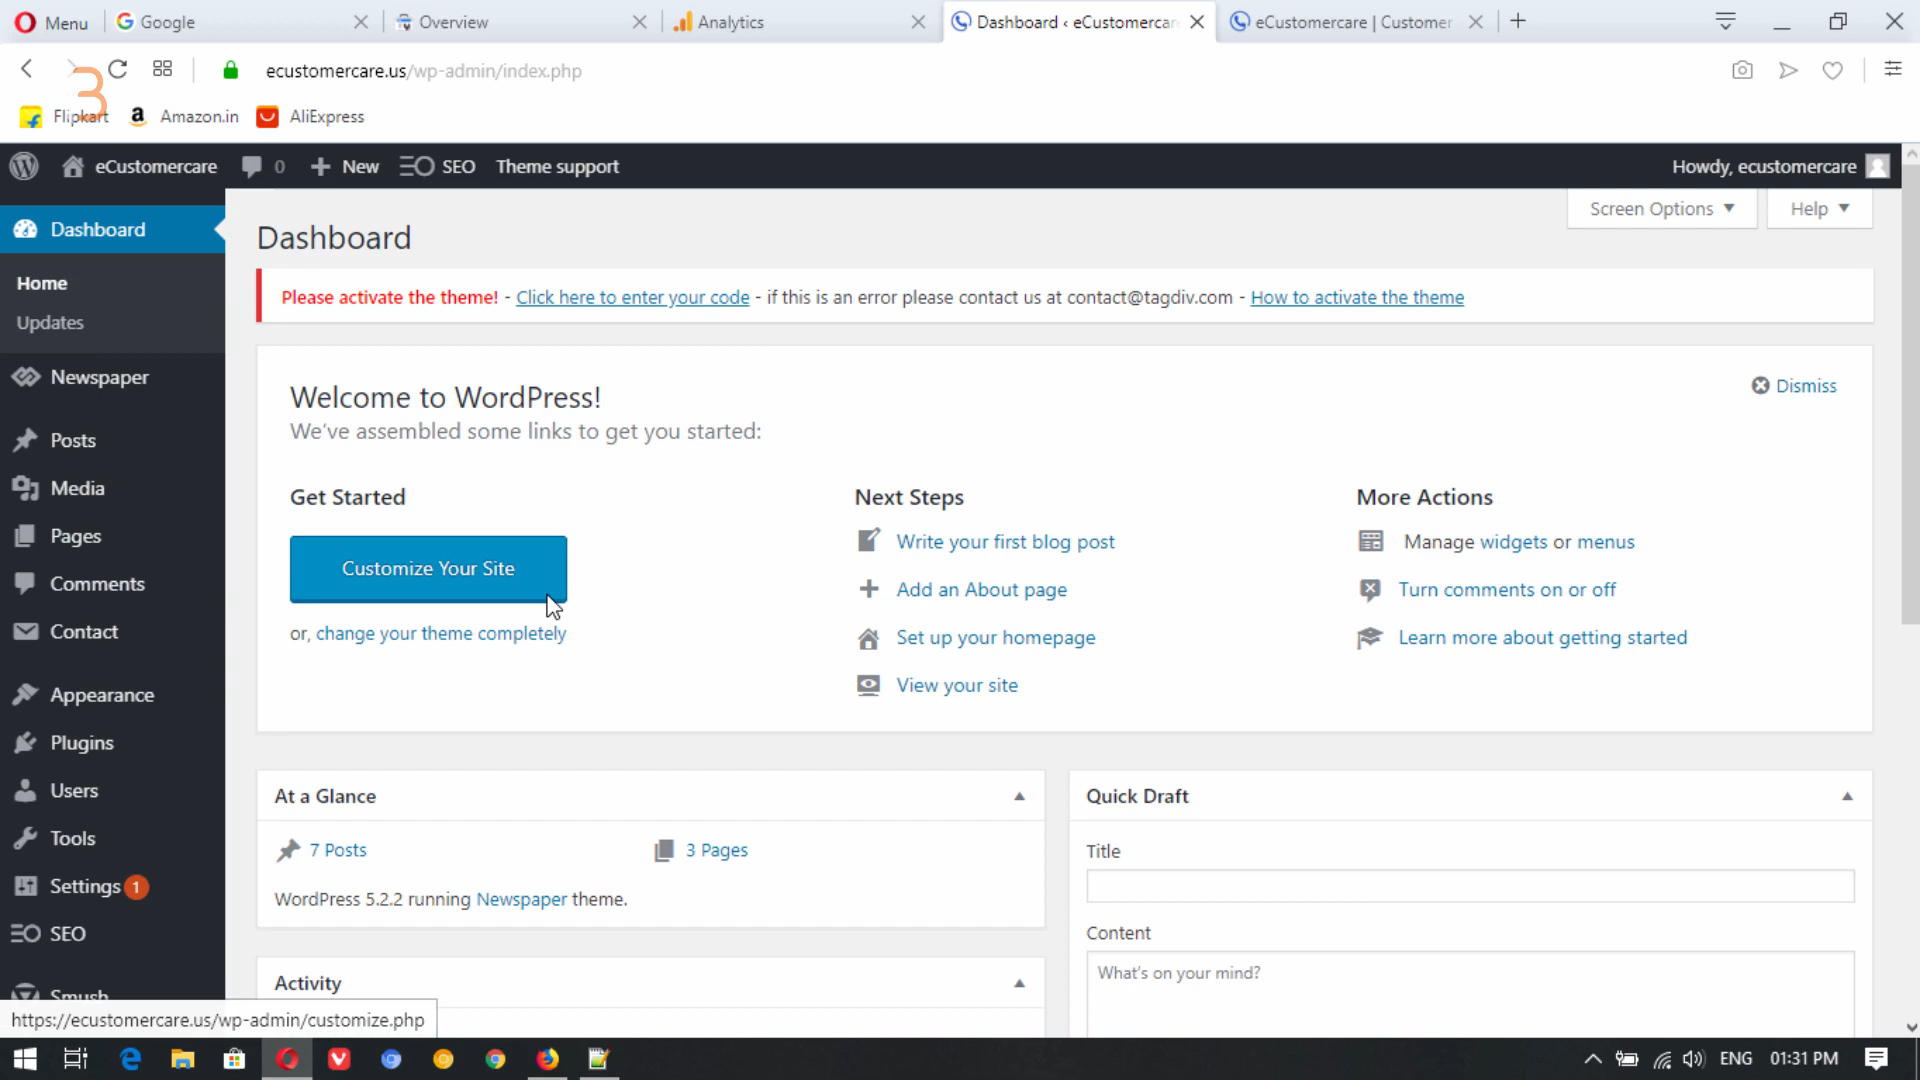 Menu
Google
Overview
Analytics
Dashboard ‹ eCustomercar
eCustomercare | Customer
ecustomercare.us/wp-admin/index.php
3
Flipkart
Amazon.in
AliExpress
eCustomercare
0
New
SEO
Theme support
Howdy, ecustomercare
Screen Options
Help
Dashboard
Home
Updates
Newspaper
Posts
Media
Pages
Comments
Contact
Appearance
Plugins
Users
Tools
Settings 1
SEO
Smush
Dashboard
Please activate the theme! - Click here to enter your code - if this is an error please contact us at contact@tagdiv.com - How to activate the theme
Welcome to WordPress!
We've assembled some links to get you started:
Dismiss
Get Started
Customize Your Site
or, change your theme completely
Next Steps
Write your first blog post
Add an About page
Set up your homepage
View your site
More Actions
Manage widgets or menus
Turn comments on or off
Learn more about getting started
At a Glance
7 Posts
3 Pages
WordPress 5.2.2 running Newspaper theme.
Activity
Quick Draft
Title
Content
What's on your mind?
https://ecustomercare.us/wp-admin/customize.php
ENG
01:31 PM